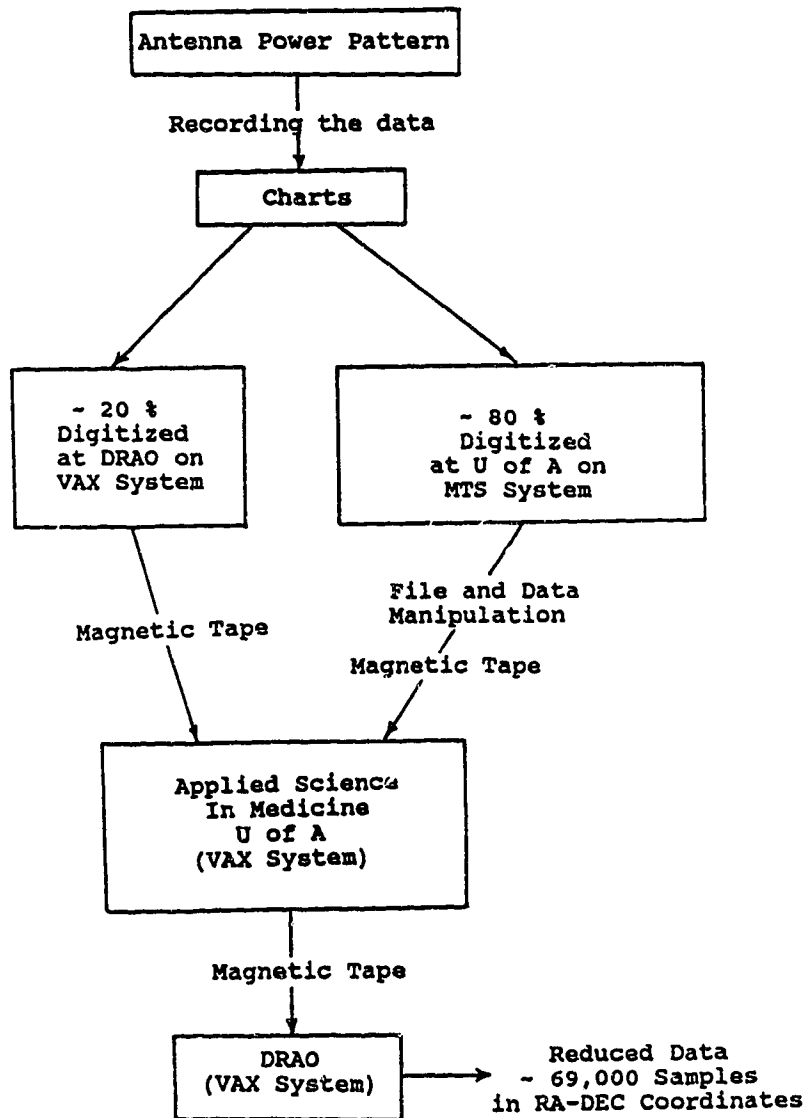 Antenna Power Pattern
Recording the data
Charts
~ 20 %
Digitized
at DRAO on
VAX System
~ 80 %
Digitized
at U of A on
MTS System
File and Data
Manipulation
Magnetic Tape
Magnetic Tape
Applied Science
In Medicine
U of A
(VAX System)
Magnetic Tape
DRAO
(VAX System)
Reduced Data
~ 69,000 Samples
in RA-DEC Coordinates